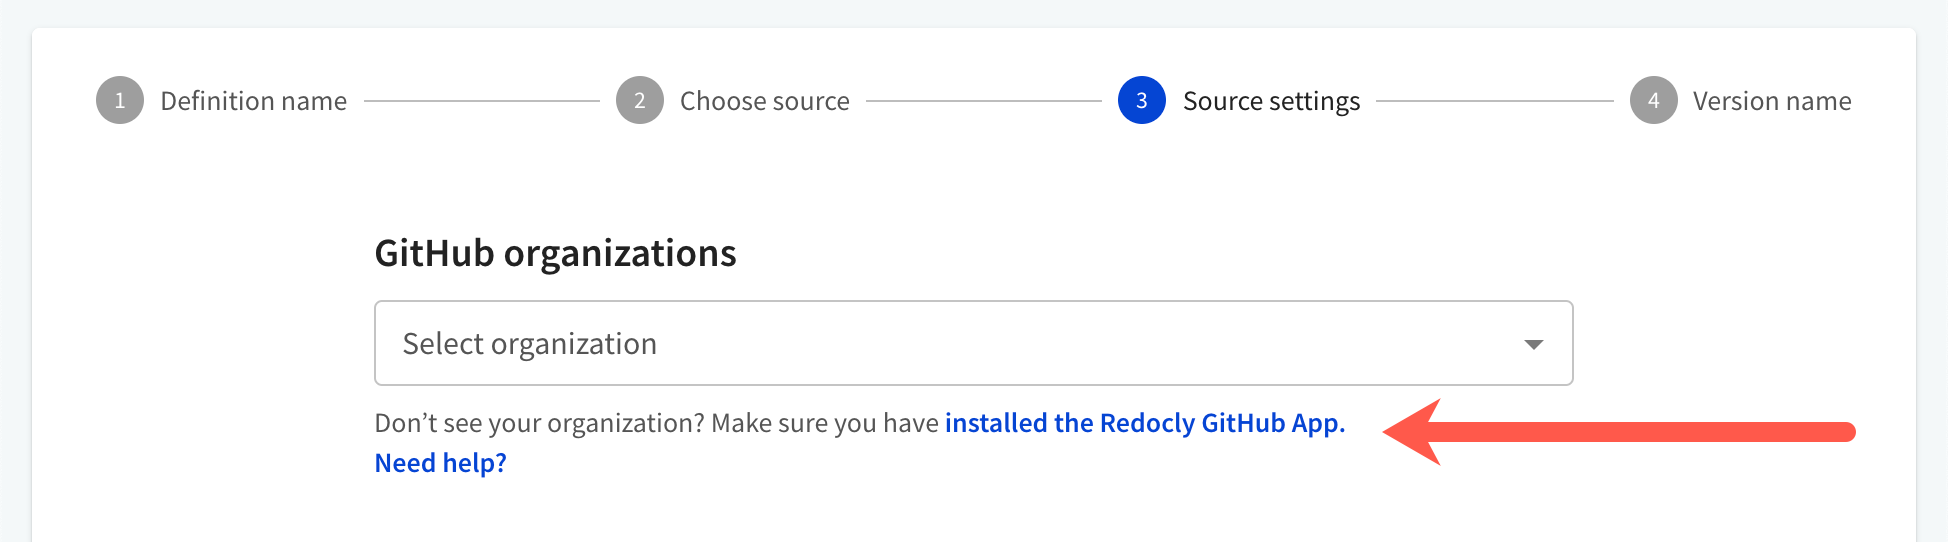 1 Definition name 2 Choose source 3 Source settings 4 Version name
GitHub organizations
Select organization
Don’t see your organization? Make sure you have installed the Redocly GitHub App.
Need help?